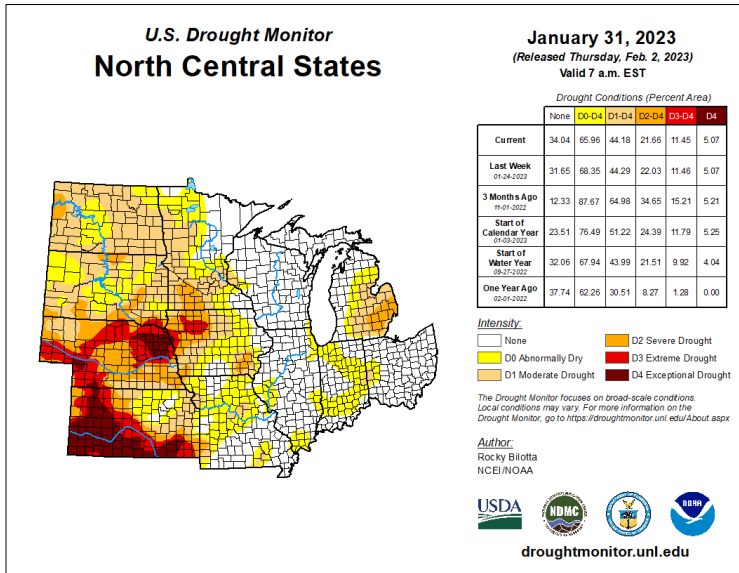 U.S. Drought Monitor
North Central States
January 31, 2023
(Released Thursday, Feb. 2, 2023)
Valid 7 a.m. EST
Drought Conditions (Percent Area)
None D0-D4 D1-D4 D2-D4 D3-D4 D4
Current 34.04 65.96 44.18 21.66 11.45 5.07
Last Week
01-24-2023 31.65 68.35 44.29 22.03 11.46 5.07
3 Months Ago
11-01-2022 12.33 87.67 64.98 34.65 15.21 5.21
Start of
Calendar Year
01-03-2023 23.51 76.49 51.22 24.39 11.79 5.25
Start of
Water Year
09-27-2022 32.06 67.94 43.99 21.51 9.92 4.04
One Year Ago
02-01-2022 37.74 62.26 30.51 8.27 1.28 0.00
Intensity:
None
D0 Abnormally Dry
D1 Moderate Drought
D2 Severe Drought
D3 Extreme Drought
D4 Exceptional Drought
The Drought Monitor focuses on broad-scale conditions.
Local conditions may vary. For more information on the
Drought Monitor, go to https://droughtmonitor.unl.edu/About.aspx
Author:
Rocky Bilotta
NCEI/NOAA
USDA
NDMC
NOAA
droughtmonitor.unl.edu